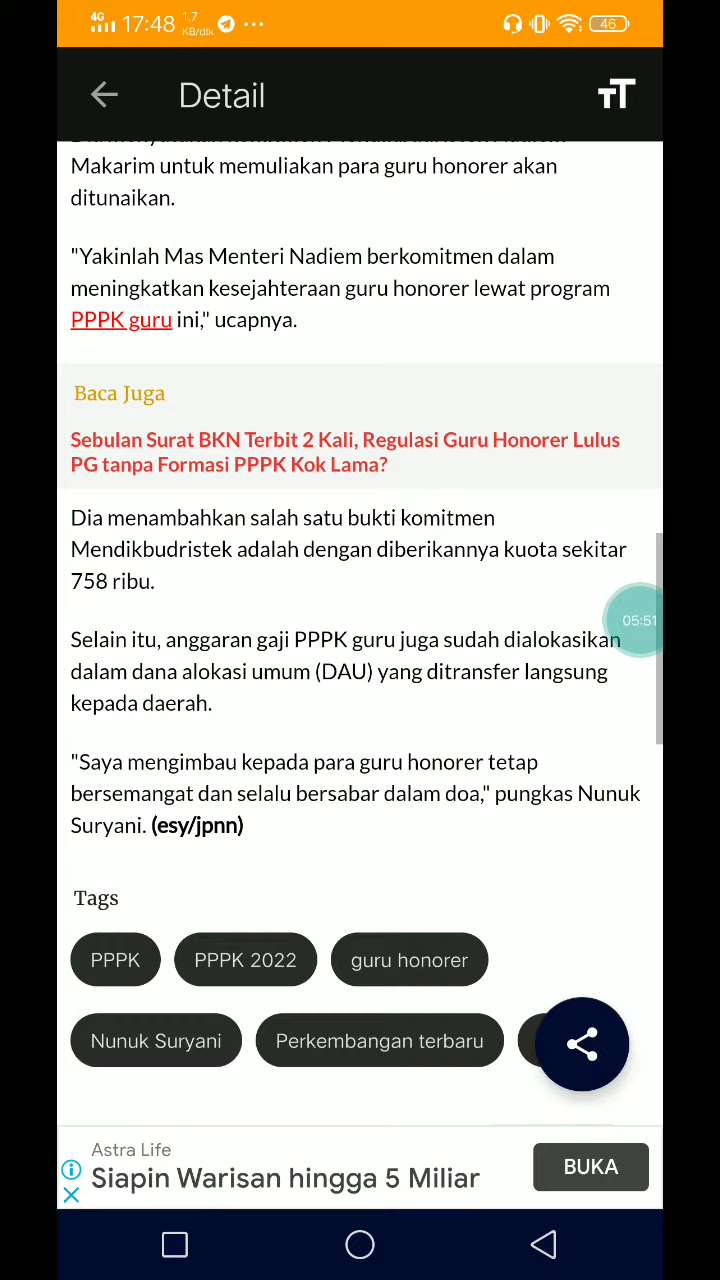 4G 17:48 1.7 KB/dtk 46
Detail
Makarim untuk memuliakan para guru honorer akan
ditunaikan.
"Yakinlah Mas Menteri Nadiem berkomitmen dalam
meningkatkan kesejahteraan guru honorer lewat program
PPPK guru ini," ucapnya.
Baca Juga
Sebulan Surat BKN Terbit 2 Kali, Regulasi Guru Honorer Lulus
PG tanpa Formasi PPPK Kok Lama?
Dia menambahkan salah satu bukti komitmen
Mendikbudristek adalah dengan diberikannya kuota sekitar
758 ribu.
05:51
Selain itu, anggaran gaji PPPK guru juga sudah dialokasikan
dalam dana alokasi umum (DAU) yang ditransfer langsung
kepada daerah.
"Saya mengimbau kepada para guru honorer tetap
bersemangat dan selalu bersabar dalam doa," pungkas Nunuk
Suryani. (esy/jpnn)
Tags
PPPK PPPK 2022 guru honorer
Nunuk Suryani Perkembangan terbaru
Astra Life
Siapin Warisan hingga 5 Miliar
BUKA